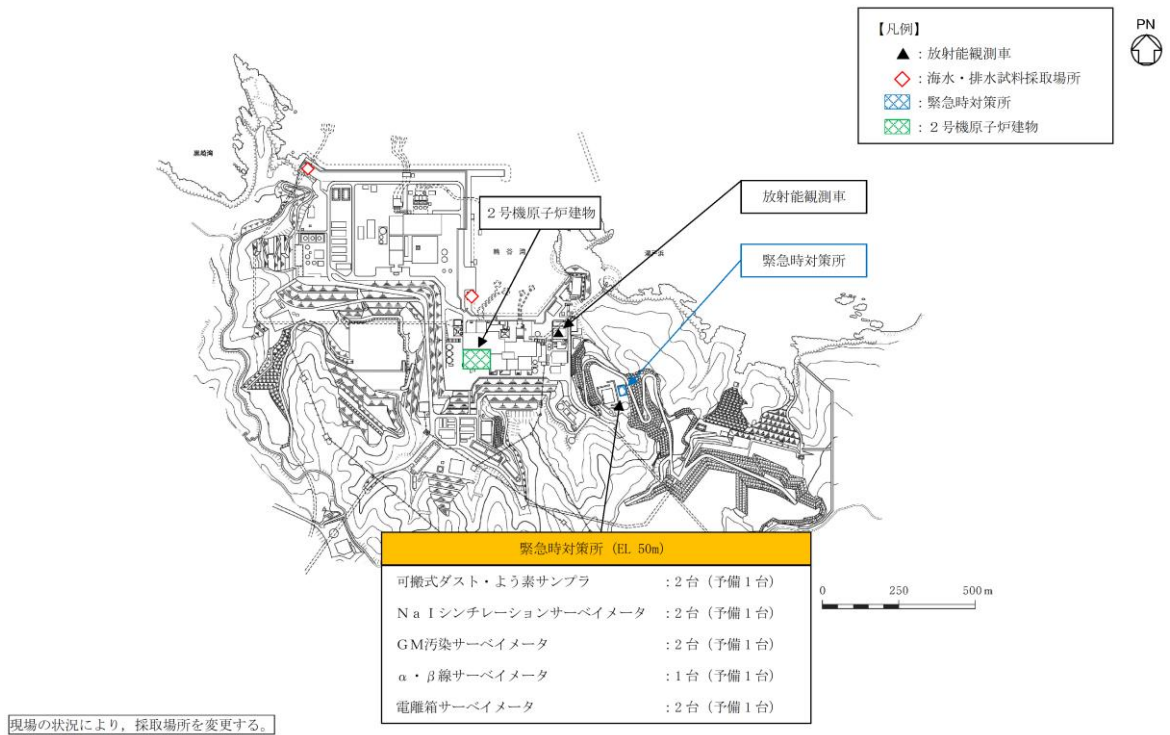 【凡例】
▲：放射能観測車
◇：海水・排水試料採取場所
：緊急時対策所
：２号機原子炉建物
PN
２号機原子炉建物
放射能観測車
緊急時対策所
輪谷湾
緊急時対策所（EL 50m）
可搬式ダスト・よう素サンプラ ：２台（予備１台）
ＮａＩシンチレーションサーベイメータ ：２台（予備１台）
ＧＭ汚染サーベイメータ ：２台（予備１台）
α・β線サーベイメータ ：１台（予備１台）
電離箱サーベイメータ ：２台（予備１台）
0 250 500m
現場の状況により，採取場所を変更する。